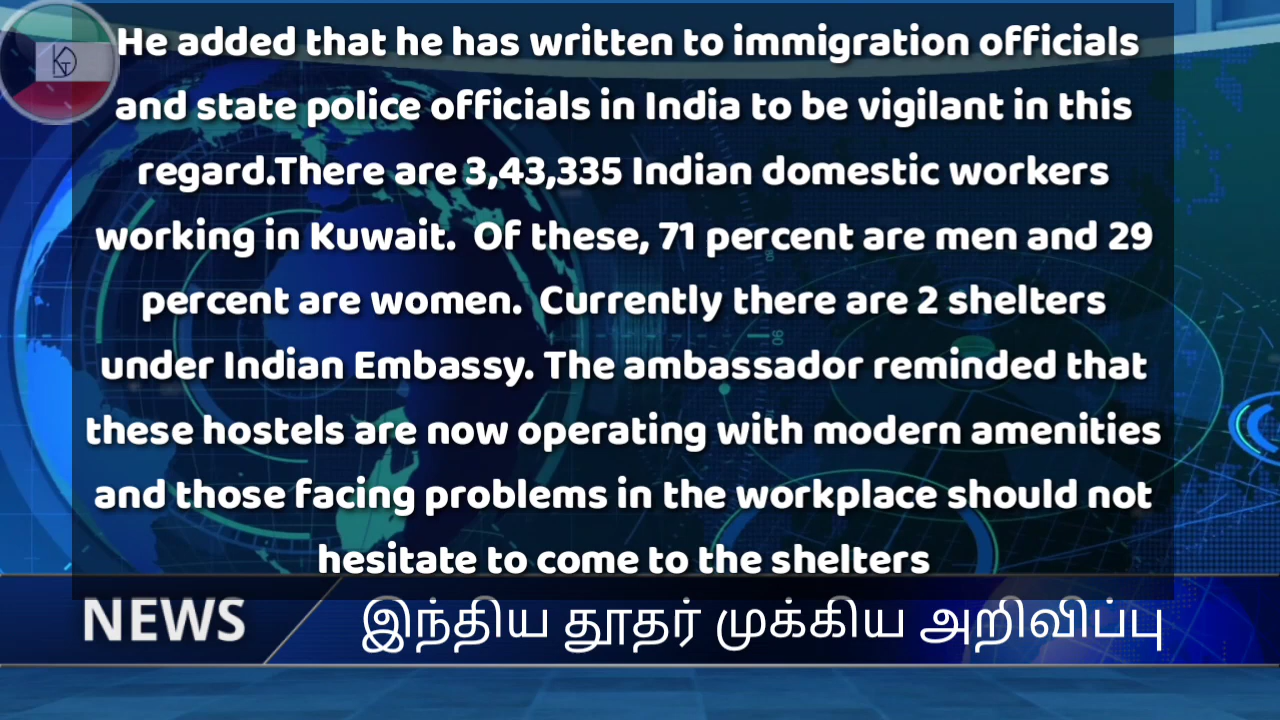 He added that he has written to immigration officials
and state police officials in India to be vigilant in this
regard.There are 3,43,335 Indian domestic workers
working in Kuwait.  Of these, 71 percent are men and 29
percent are women.  Currently there are 2 shelters
under Indian Embassy. The ambassador reminded that
these hostels are now operating with modern amenities
and those facing problems in the workplace should not
hesitate to come to the shelters
NEWS இந்திய தூதர் முக்கிய அறிவிப்பு